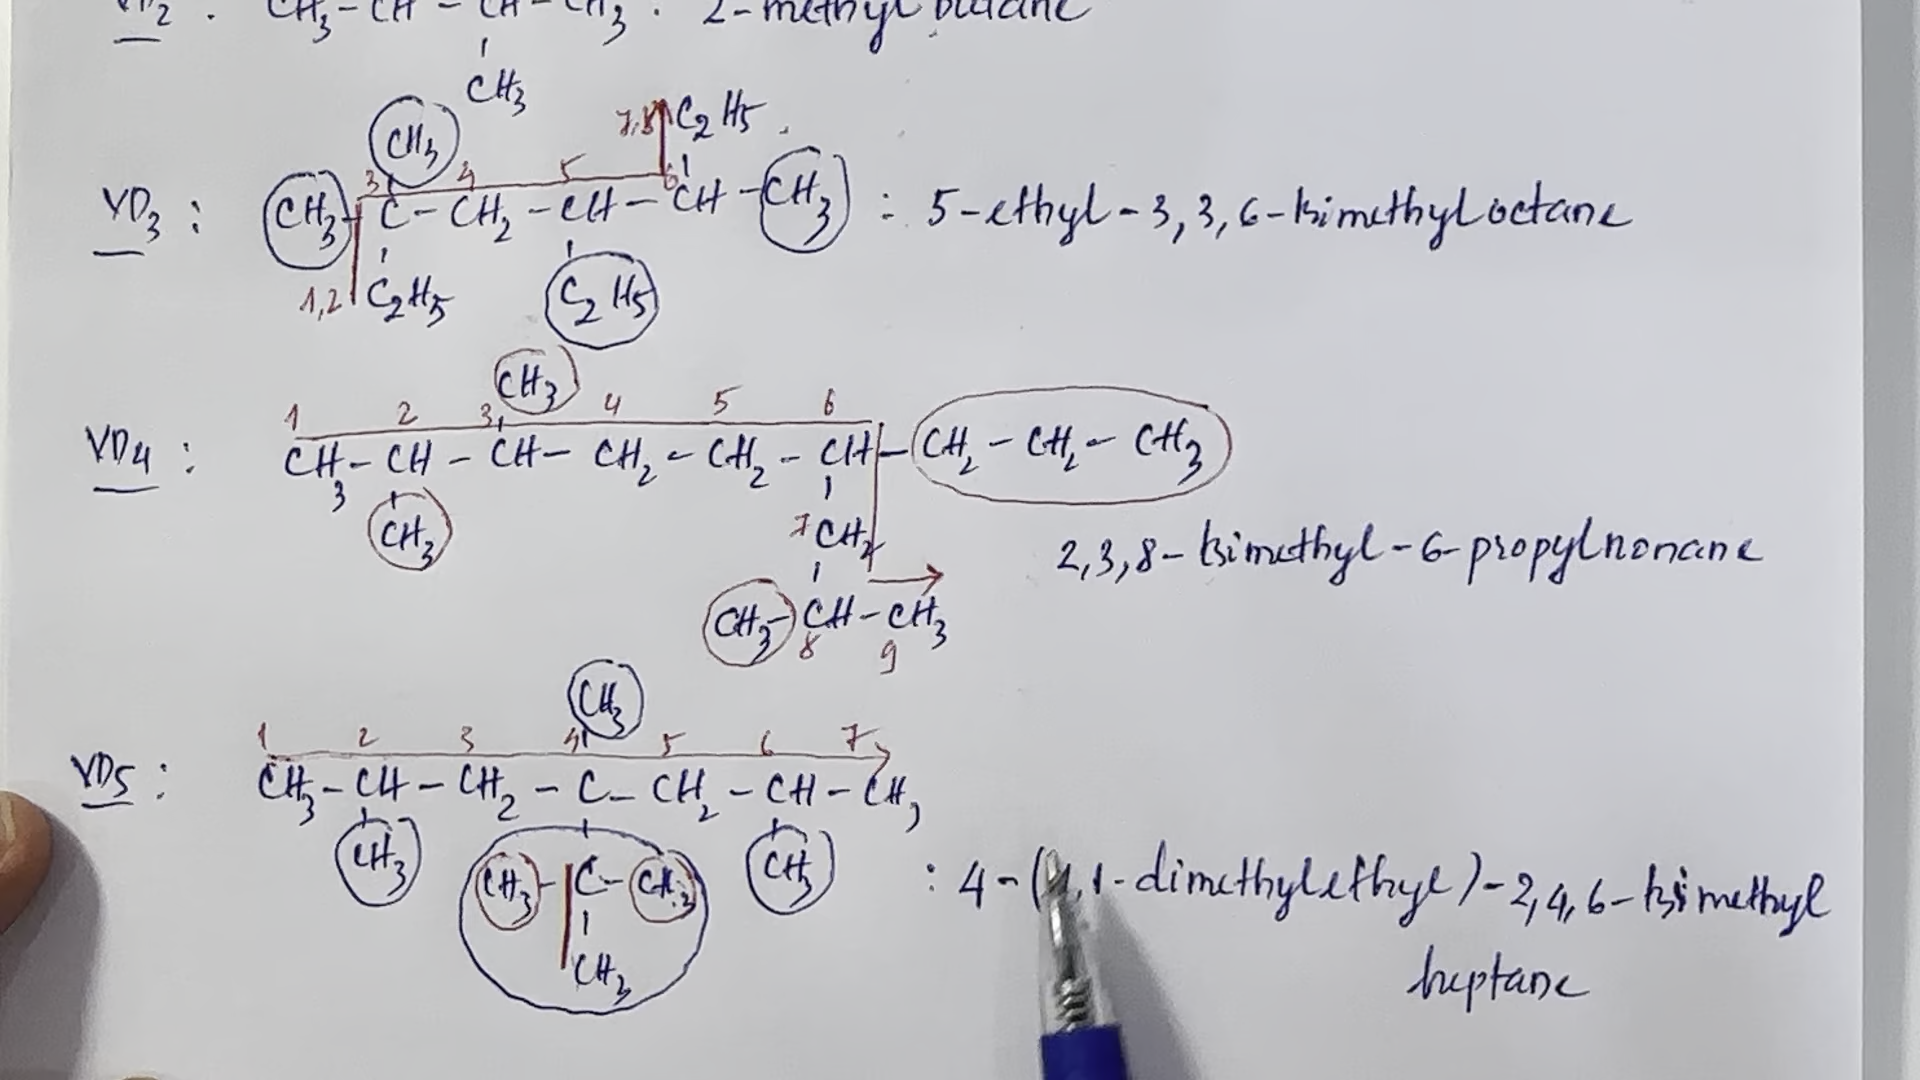 CH3 - CH - CH - CH3 : 2-methyl butane
CH3
CH3 7,8 C2H5
3 4 5 6
VD3 : CH3 - C - CH2 - CH - CH - CH3 : 5-ethyl-3,3,6-trimethyloctane
1,2 C2H5 C2H5
CH3
1 2 3 4 5 6
VD4 : CH3 - CH - CH - CH2 - CH2 - CH - CH2 - CH2 - CH3
CH3 7 CH2 2,3,8-trimethyl-6-propylnonane
CH3 - CH - CH3
8 9
CH3
1 2 3 4 5 6 7
VD5 : CH3 - CH - CH2 - C - CH2 - CH - CH3
CH3 CH3 - C - CH3 CH3 : 4-(1,1-dimethylethyl)-2,4,6-trimethyl
CH3 heptane